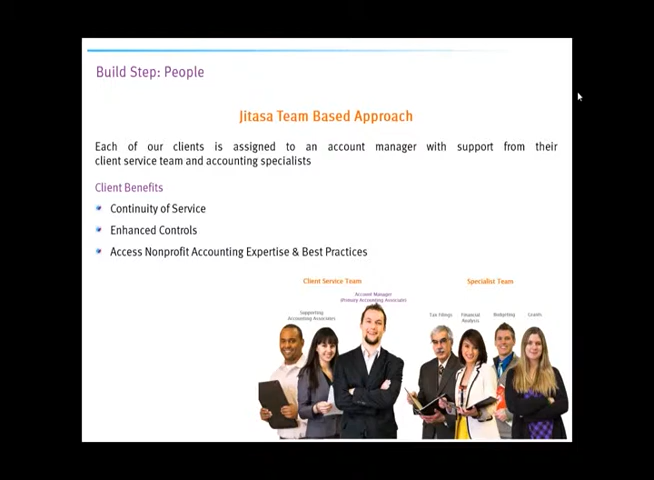 Build Step: People
Jitasa Team Based Approach
Each of our clients is assigned to an account manager with support from their
client service team and accounting specialists
Client Benefits
Continuity of Service
Enhanced Controls
Access Nonprofit Accounting Expertise & Best Practices
Client Service Team
Specialist Team
Account Manager
(Primary Accounting Associate)
Supporting
Accounting Associates
Tax Filings
Financial
Analysis
Budgeting
Grants